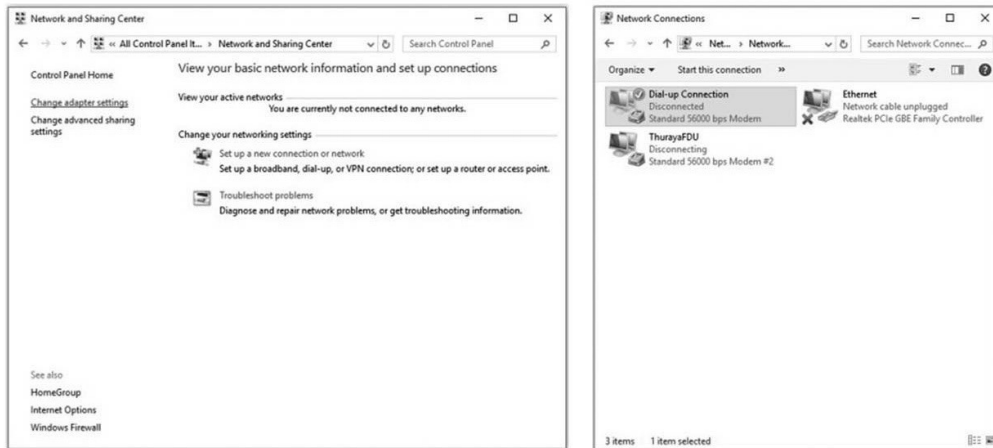 Network and Sharing Center
« All Control Panel It... > Network and Sharing Center
Search Control Panel
Control Panel Home
Change adapter settings
Change advanced sharing
settings
View your basic network information and set up connections
View your active networks
You are currently not connected to any networks.
Change your networking settings
Set up a new connection or network
Set up a broadband, dial-up, or VPN connection; or set up a router or access point.
Troubleshoot problems
Diagnose and repair network problems, or get troubleshooting information.
See also
HomeGroup
Internet Options
Windows Firewall
Network Connections
« Net... > Network...
Search Network Connec...
Organize
Start this connection
»
Dial-up Connection
Disconnected
Standard 56000 bps Modem
Ethernet
Network cable unplugged
Realtek PCIe GBE Family Controller
ThurayaFDU
Disconnecting
Standard 56000 bps Modem #2
3 items
1 item selected